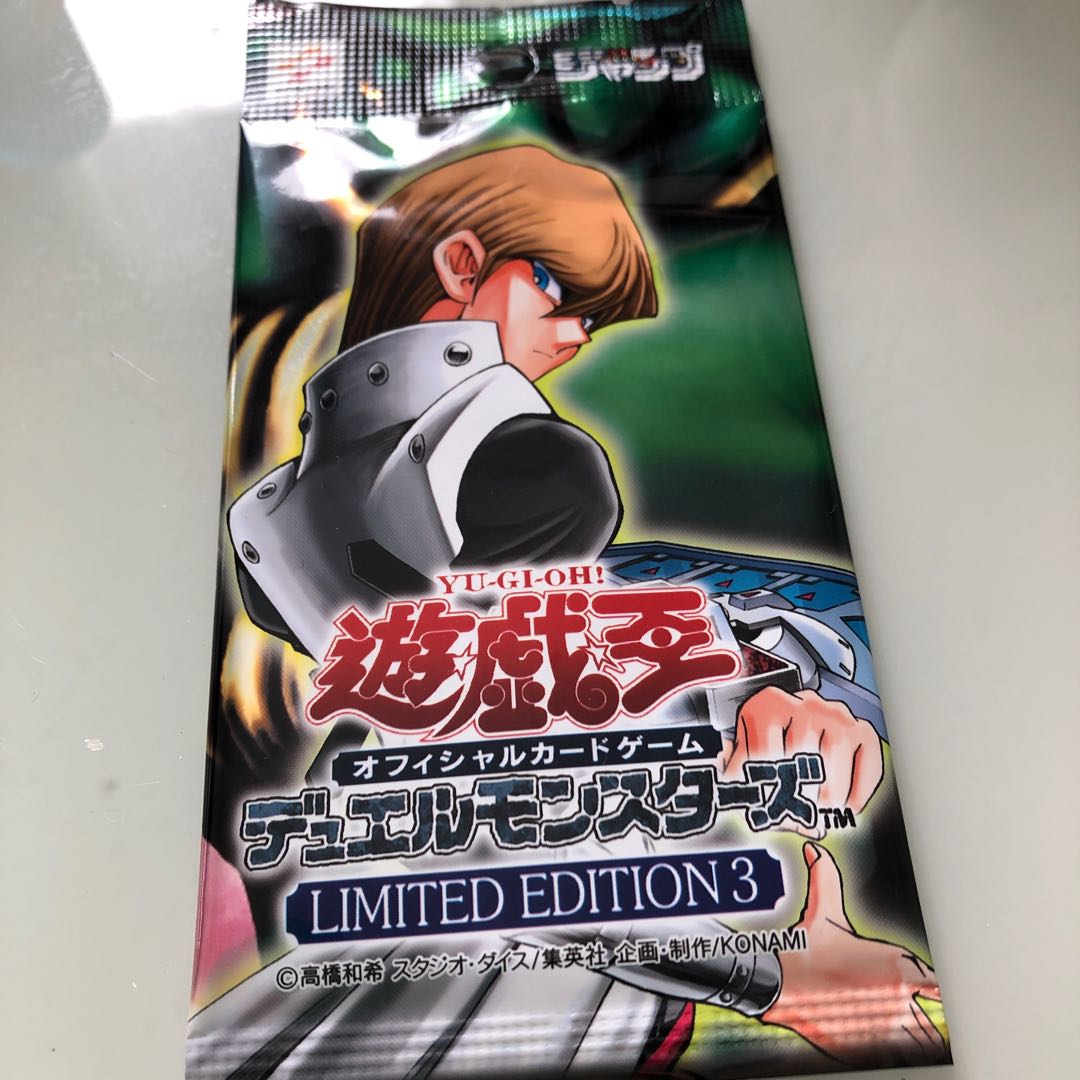 ジャンプ
YU-GI-OH!
遊☆戯☆王
オフィシャルカードゲーム
デュエルモンスターズ™
LIMITED EDITION 3
©高橋和希 スタジオ・ダイス/集英社 企画・制作/KONAMI